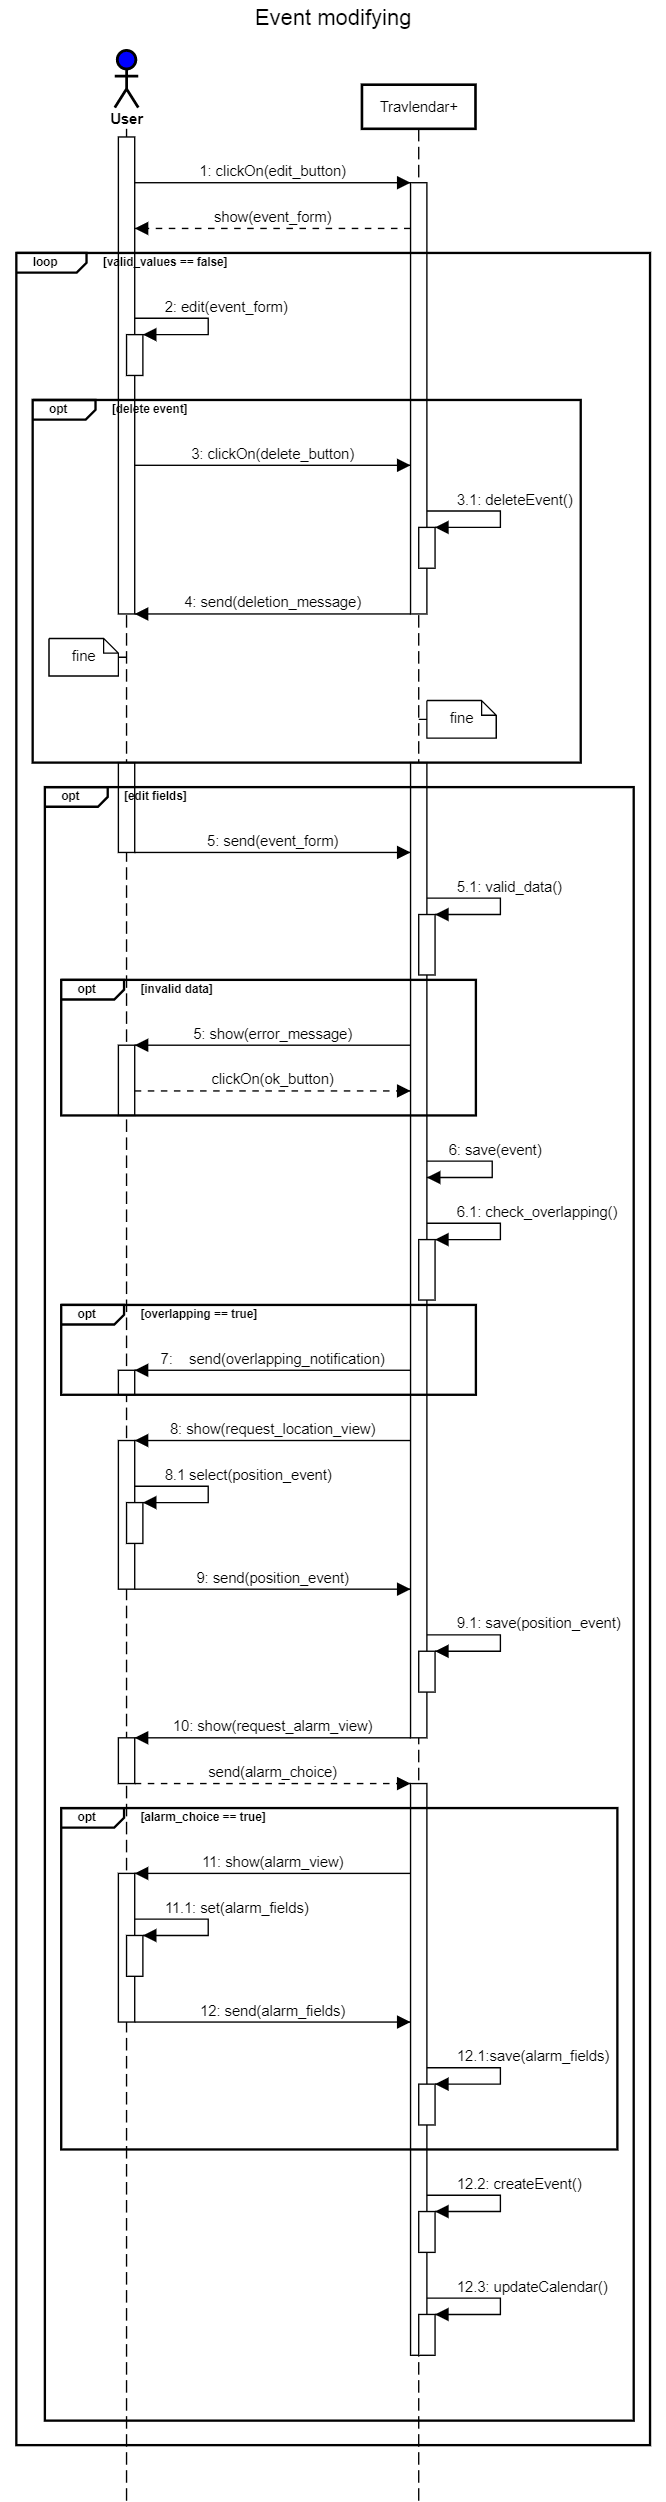 Event modifying
User
Travlendar+
1: clickOn(edit_button)
show(event_form)
loop [valid_values == false]
2: edit(event_form)
opt [delete event]
3: clickOn(delete_button)
3.1: deleteEvent()
4: send(deletion_message)
fine
fine
opt [edit fields]
5: send(event_form)
5.1: valid_data()
opt [invalid data]
5: show(error_message)
clickOn(ok_button)
6: save(event)
6.1: check_overlapping()
opt [overlapping == true]
7: send(overlapping_notification)
8: show(request_location_view)
8.1 select(position_event)
9: send(position_event)
9.1: save(position_event)
10: show(request_alarm_view)
send(alarm_choice)
opt [alarm_choice == true]
11: show(alarm_view)
11.1: set(alarm_fields)
12: send(alarm_fields)
12.1:save(alarm_fields)
12.2: createEvent()
12.3: updateCalendar()